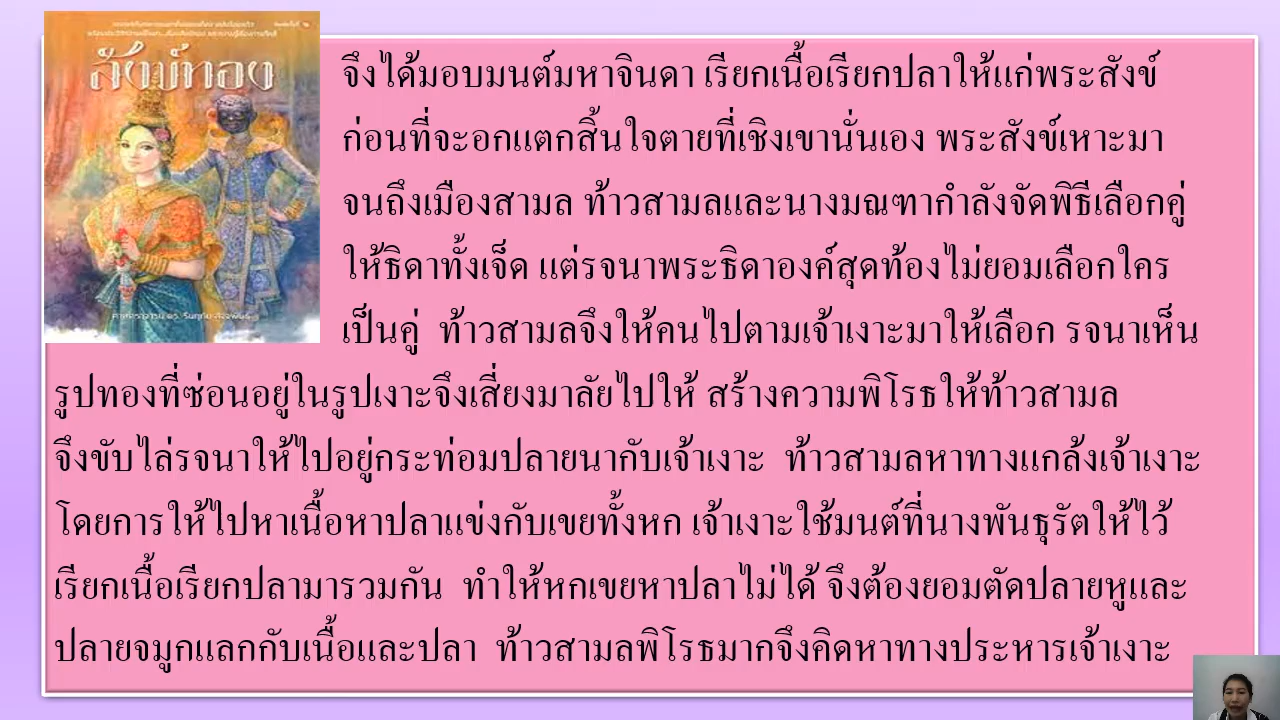 สังข์ทอง
จึงได้มอบมนต์มหาจินดา เรียกเนื้อเรียกปลาให้แก่พระสังข์
ก่อนที่จะอกแตกสิ้นใจตายที่เชิงเขานั่นเอง พระสังข์เหาะมา
จนถึงเมืองสามล ท้าวสามลและนางมณฑากำลังจัดพิธีเลือกคู่
ให้ธิดาทั้งเจ็ด แต่รจนาพระธิดาองค์สุดท้องไม่ยอมเลือกใคร
เป็นคู่ ท้าวสามลจึงให้คนไปตามเจ้าเงาะมาให้เลือก รจนาเห็น
รูปทองที่ซ่อนอยู่ในรูปเงาะจึงเสี่ยงมาลัยไปให้ สร้างความพิโรธให้ท้าวสามล
จึงขับไล่รจนาให้ไปอยู่กระท่อมปลายนากับเจ้าเงาะ ท้าวสามลหาทางแกล้งเจ้าเงาะ
โดยการให้ไปหาเนื้อหาปลาแข่งกับเขยทั้งหก เจ้าเงาะใช้มนต์ที่นางพันธุรัตให้ไว้
เรียกเนื้อเรียกปลามารวมกัน ทำให้หกเขยหาปลาไม่ได้ จึงต้องยอมตัดปลายหูและ
ปลายจมูกแลกกับเนื้อและปลา ท้าวสามลพิโรธมากจึงคิดหาทางประหารเจ้าเงาะ